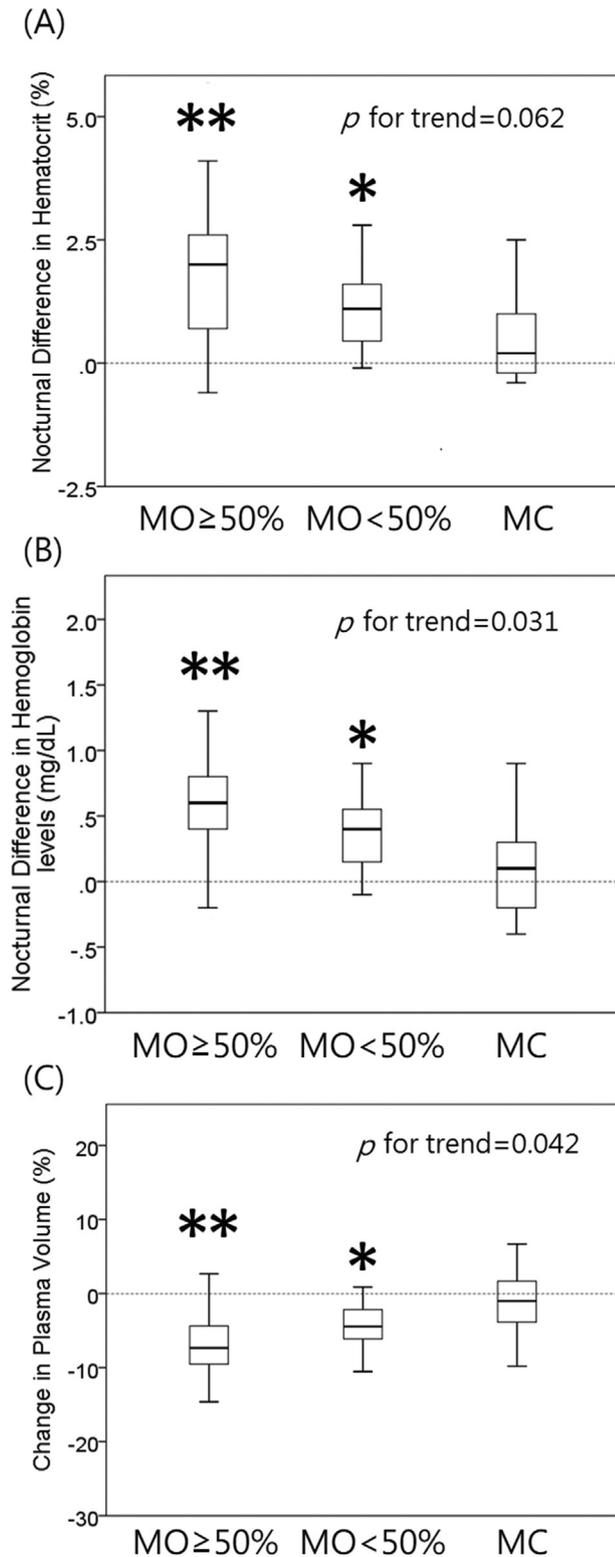 (A)
Nocturnal Difference in Hematocrit (%)
5.0
2.5
.0
-2.5
**
*
p for trend=0.062
MO≥50% MO<50% MC
(B)
Nocturnal Difference in Hemoglobin
levels (mg/dL)
2.0
1.5
1.0
.5
.0
-.5
-1.0
**
*
p for trend=0.031
MO≥50% MO<50% MC
(C)
Change in Plasma Volume (%)
20
10
0
-10
-20
-30
**
*
p for trend=0.042
MO≥50% MO<50% MC